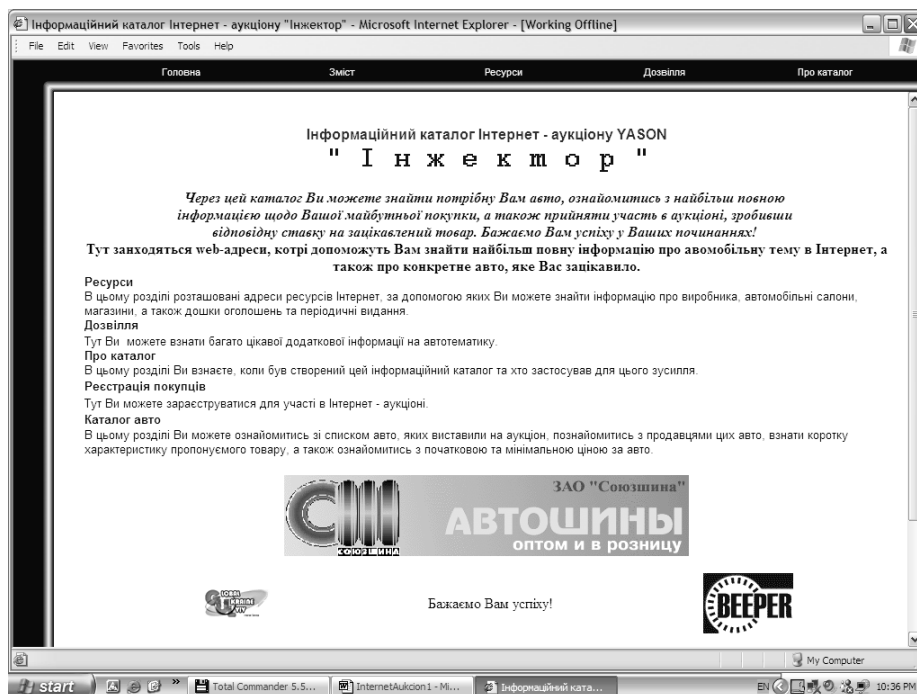 Інформаційний каталог Інтернет - аукціону "Інжектор" - Microsoft Internet Explorer - [Working Offline]
File Edit View Favorites Tools Help
Головна Зміст Ресурси Дозвілля Про каталог
Інформаційний каталог Інтернет - аукціону YASON
" І н ж е к т о р "
Через цей каталог Ви можете знайти потрібну Вам авто, ознайомитись з найбільш повною
інформацією щодо Вашої майбутньої покупки, а також прийняти участь в аукціоні, зробивши
відповідну ставку на зацікавлений товар. Бажаємо Вам успіху у Ваших починаннях!
Тут занходяться web-адреси, котрі допоможуть Вам знайти найбільш повну інформацію про авомобільну тему в Інтернет, а
також про конкретне авто, яке Вас зацікавило.
Ресурси
В цьому розділі розташовані адреси ресурсів Інтернет, за допомогою яких Ви можете знайти інформацію про виробника, автомобільні салони,
магазини, а також дошки оголошень та періодичні видання.
Дозвілля
Тут Ви можете взнати багато цікавої додаткової інформації на автотематику.
Про каталог
В цьому розділі Ви взнаєте, коли був створений цей інформаційний каталог та хто застосував для цього зусилля.
Реєстрація покупців
Тут Ви можете зараєструватися для участі в Інтернет - аукціоні.
Каталог авто
В цьому розділі Ви можете ознайомитись зі списком авто, яких виставили на аукціон, познайомитись з продавцями цих авто, взнати коротку
характеристику пропонуємого товару, а також ознайомитись з початковою та мінімальною ціною за авто.
ЗАО "Союзшина"
АВТОШИНЫ
оптом и в розницу
СОЮЗШИНА
Бажаємо Вам успіху!
BEEPER
My Computer
start Total Commander 5.5... InternetAukcion1 - Mi... Інформаційний ката... EN 10:36 PM